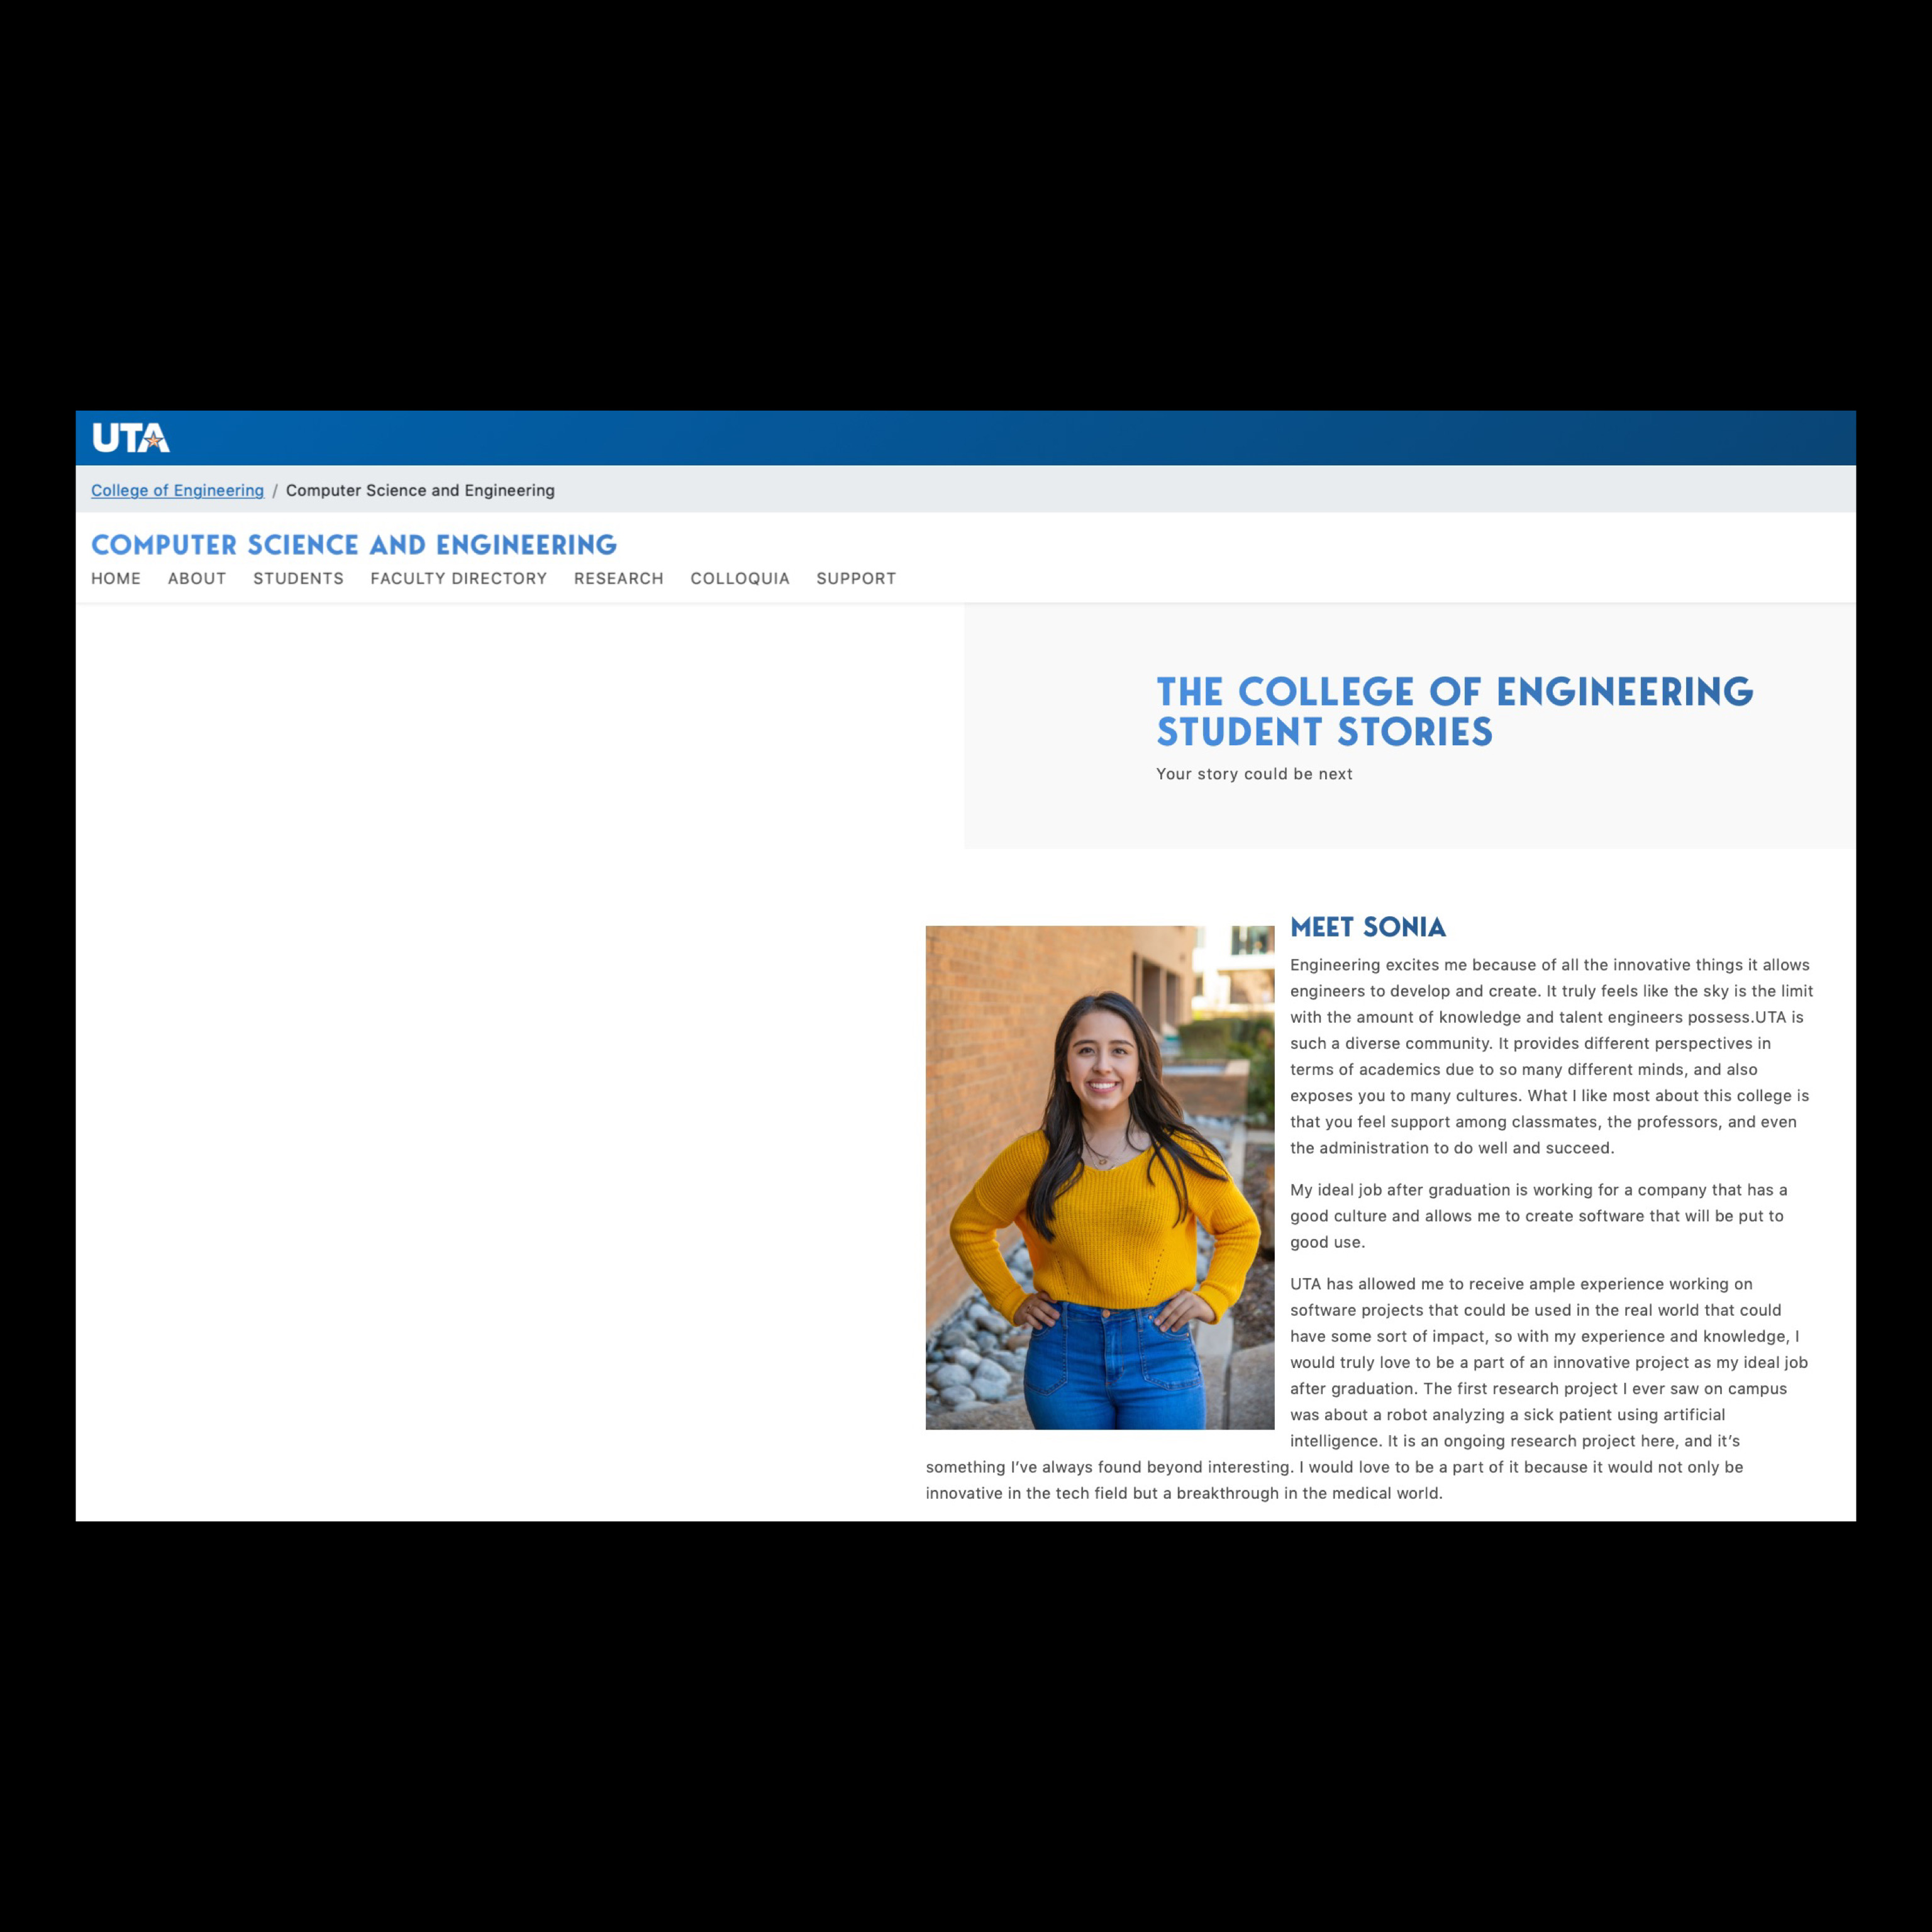 UTA
College of Engineering / Computer Science and Engineering
COMPUTER SCIENCE AND ENGINEERING
HOME ABOUT STUDENTS FACULTY DIRECTORY RESEARCH COLLOQUIA SUPPORT
THE COLLEGE OF ENGINEERING
STUDENT STORIES
Your story could be next
MEET SONIA
Engineering excites me because of all the innovative things it allows
engineers to develop and create. It truly feels like the sky is the limit
with the amount of knowledge and talent engineers possess.UTA is
such a diverse community. It provides different perspectives in
terms of academics due to so many different minds, and also
exposes you to many cultures. What I like most about this college is
that you feel support among classmates, the professors, and even
the administration to do well and succeed.
My ideal job after graduation is working for a company that has a
good culture and allows me to create software that will be put to
good use.
UTA has allowed me to receive ample experience working on
software projects that could be used in the real world that could
have some sort of impact, so with my experience and knowledge, I
would truly love to be a part of an innovative project as my ideal job
after graduation. The first research project I ever saw on campus
was about a robot analyzing a sick patient using artificial
intelligence. It is an ongoing research project here, and it’s
something I’ve always found beyond interesting. I would love to be a part of it because it would not only be
innovative in the tech field but a breakthrough in the medical world.